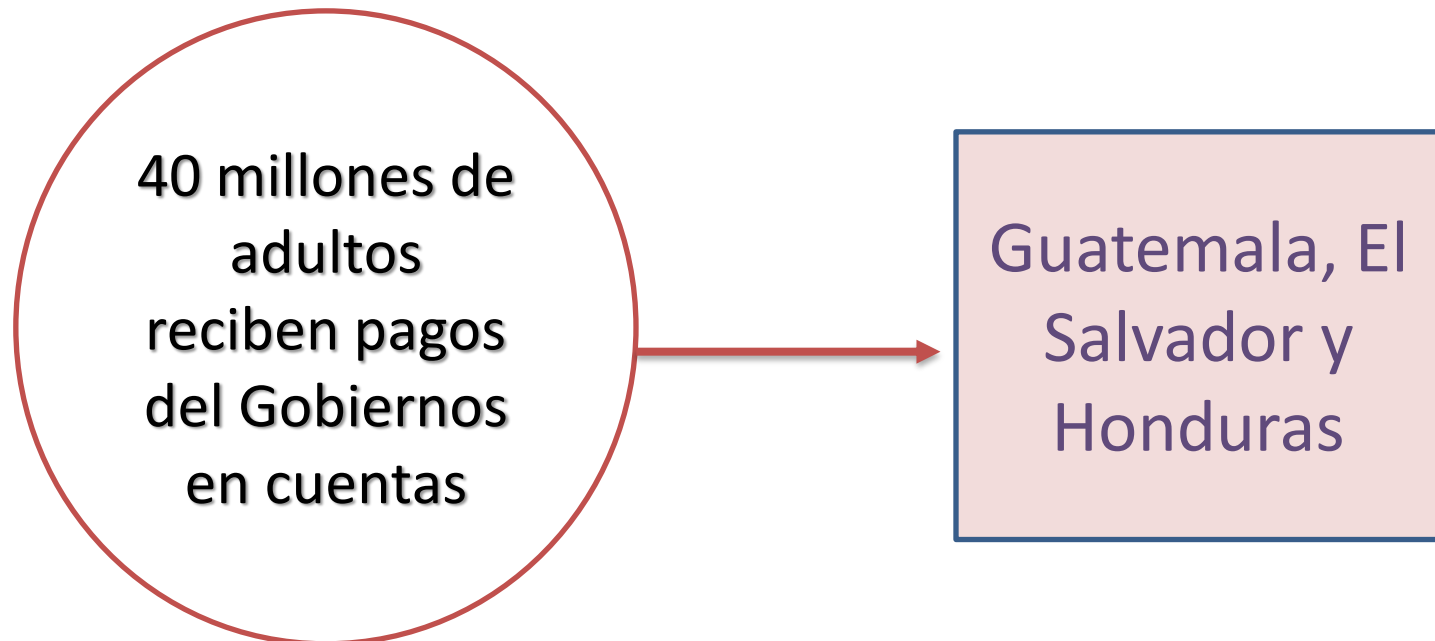 40 millones de
adultos
reciben pagos
del Gobiernos
en cuentas
Guatemala, El
Salvador y
Honduras